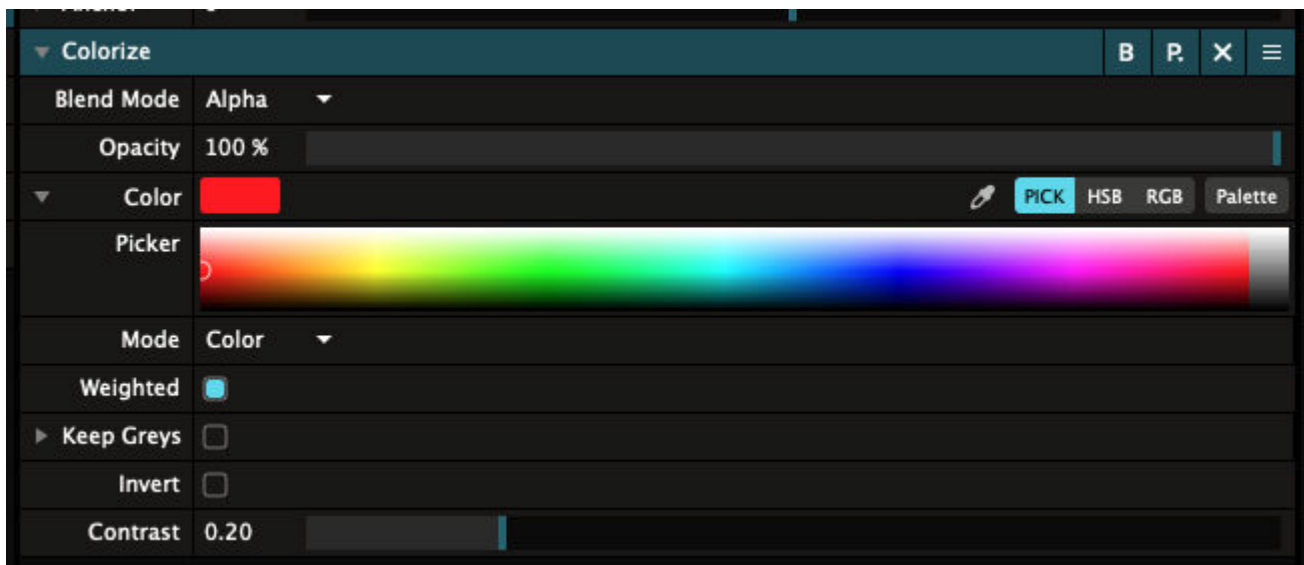 Colorize B P. X
Blend Mode Alpha
Opacity 100 %
Color PICK HSB RGB Palette
Picker
Mode Color
Weighted
Keep Greys
Invert
Contrast 0.20